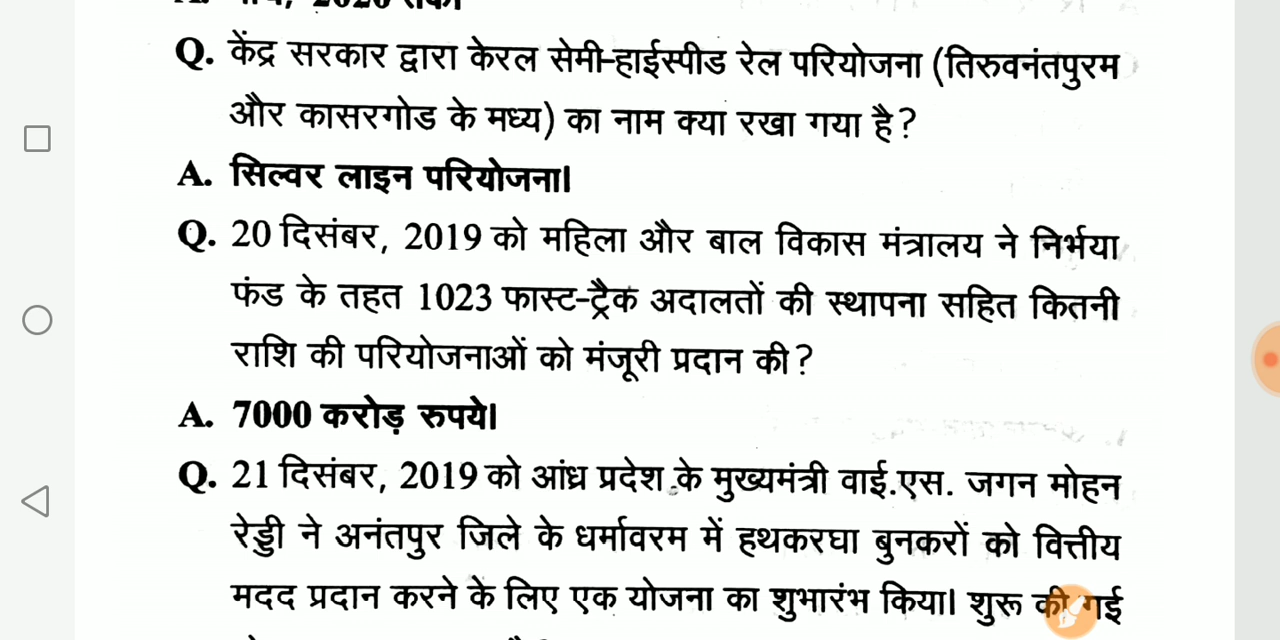 Q. केंद्र सरकार द्वारा केरल सेमी-हाईस्पीड रेल परियोजना (तिरुवनंतपुरम
और कासरगोड के मध्य) का नाम क्या रखा गया है?
A. सिल्वर लाइन परियोजना।
Q. 20 दिसंबर, 2019 को महिला और बाल विकास मंत्रालय ने निर्भया
फंड के तहत 1023 फास्ट-ट्रैक अदालतों की स्थापना सहित कितनी
राशि की परियोजनाओं को मंजूरी प्रदान की?
A. 7000 करोड़ रुपये।
Q. 21 दिसंबर, 2019 को आंध्र प्रदेश के मुख्यमंत्री वाई.एस. जगन मोहन
रेड्डी ने अनंतपुर जिले के धर्मावरम में हथकरघा बुनकरों को वित्तीय
मदद प्रदान करने के लिए एक योजना का शुभारंभ किया। शुरू की गई